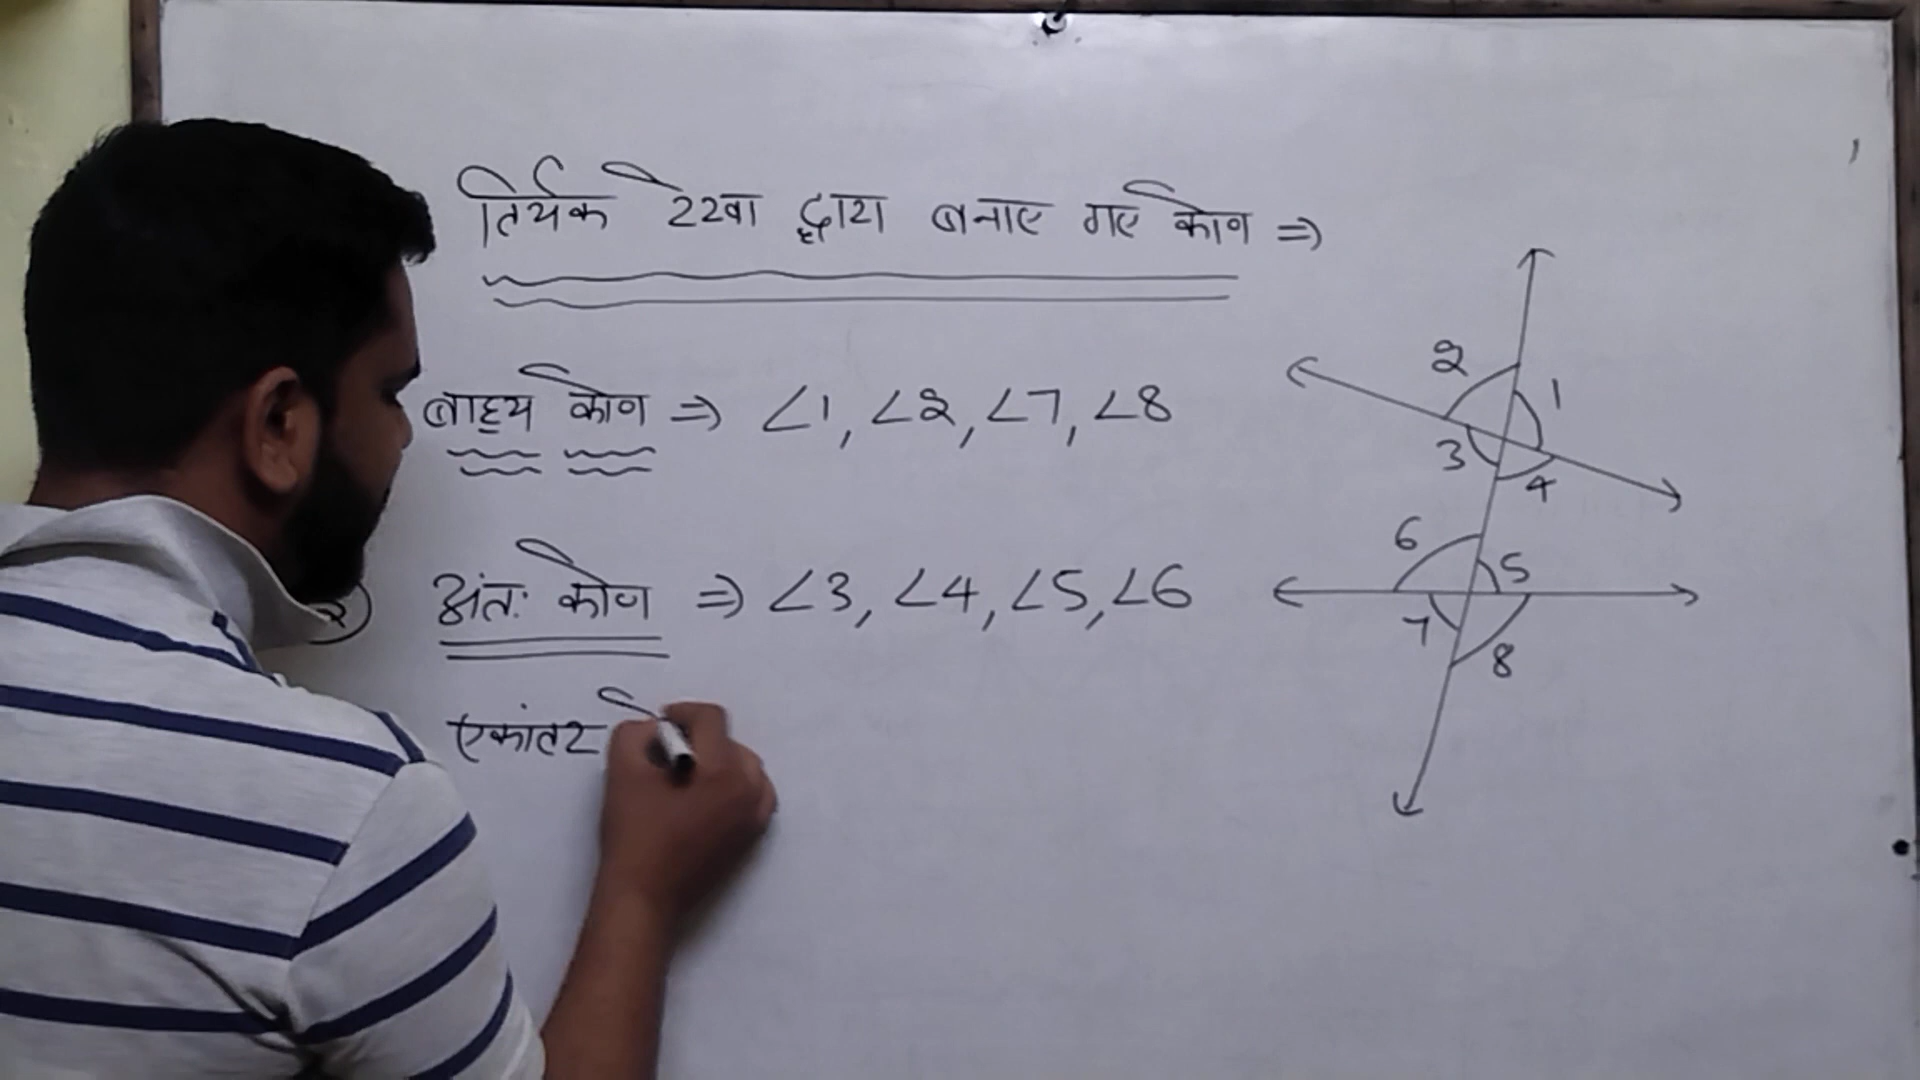 तिर्यक रेखा द्वारा बनाए गए कोण ⇒
बाह्य कोण ⇒ ∠1, ∠2, ∠7, ∠8
अंतः कोण ⇒ ∠3, ∠4, ∠5, ∠6
एकांतर
2
1
3
4
6
5
7
8